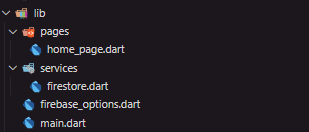 lib
pages
home_page.dart
services
firestore.dart
firebase_options.dart
main.dart